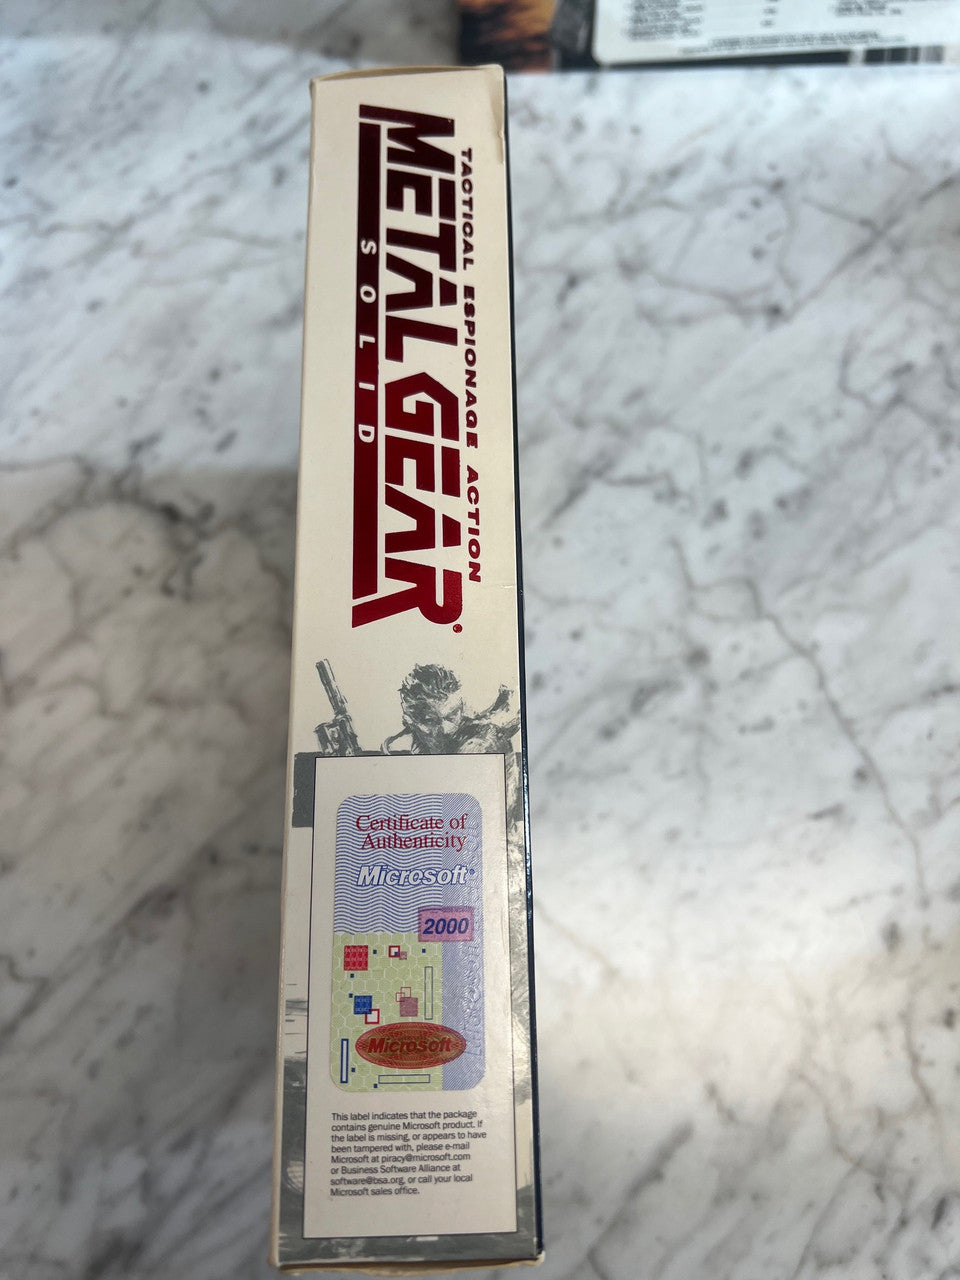 TACTICAL ESPIONAGE ACTION
METAL GEAR
SOLID
Certificate of
Authenticity
Microsoft
2000
Microsoft
This label indicates that the package
contains genuine Microsoft product. If
the label is missing, or appears to have
been tampered with, please e-mail
Microsoft at piracy@microsoft.com
or Business Software Alliance at
software@bsa.org, or call your local
Microsoft sales office.